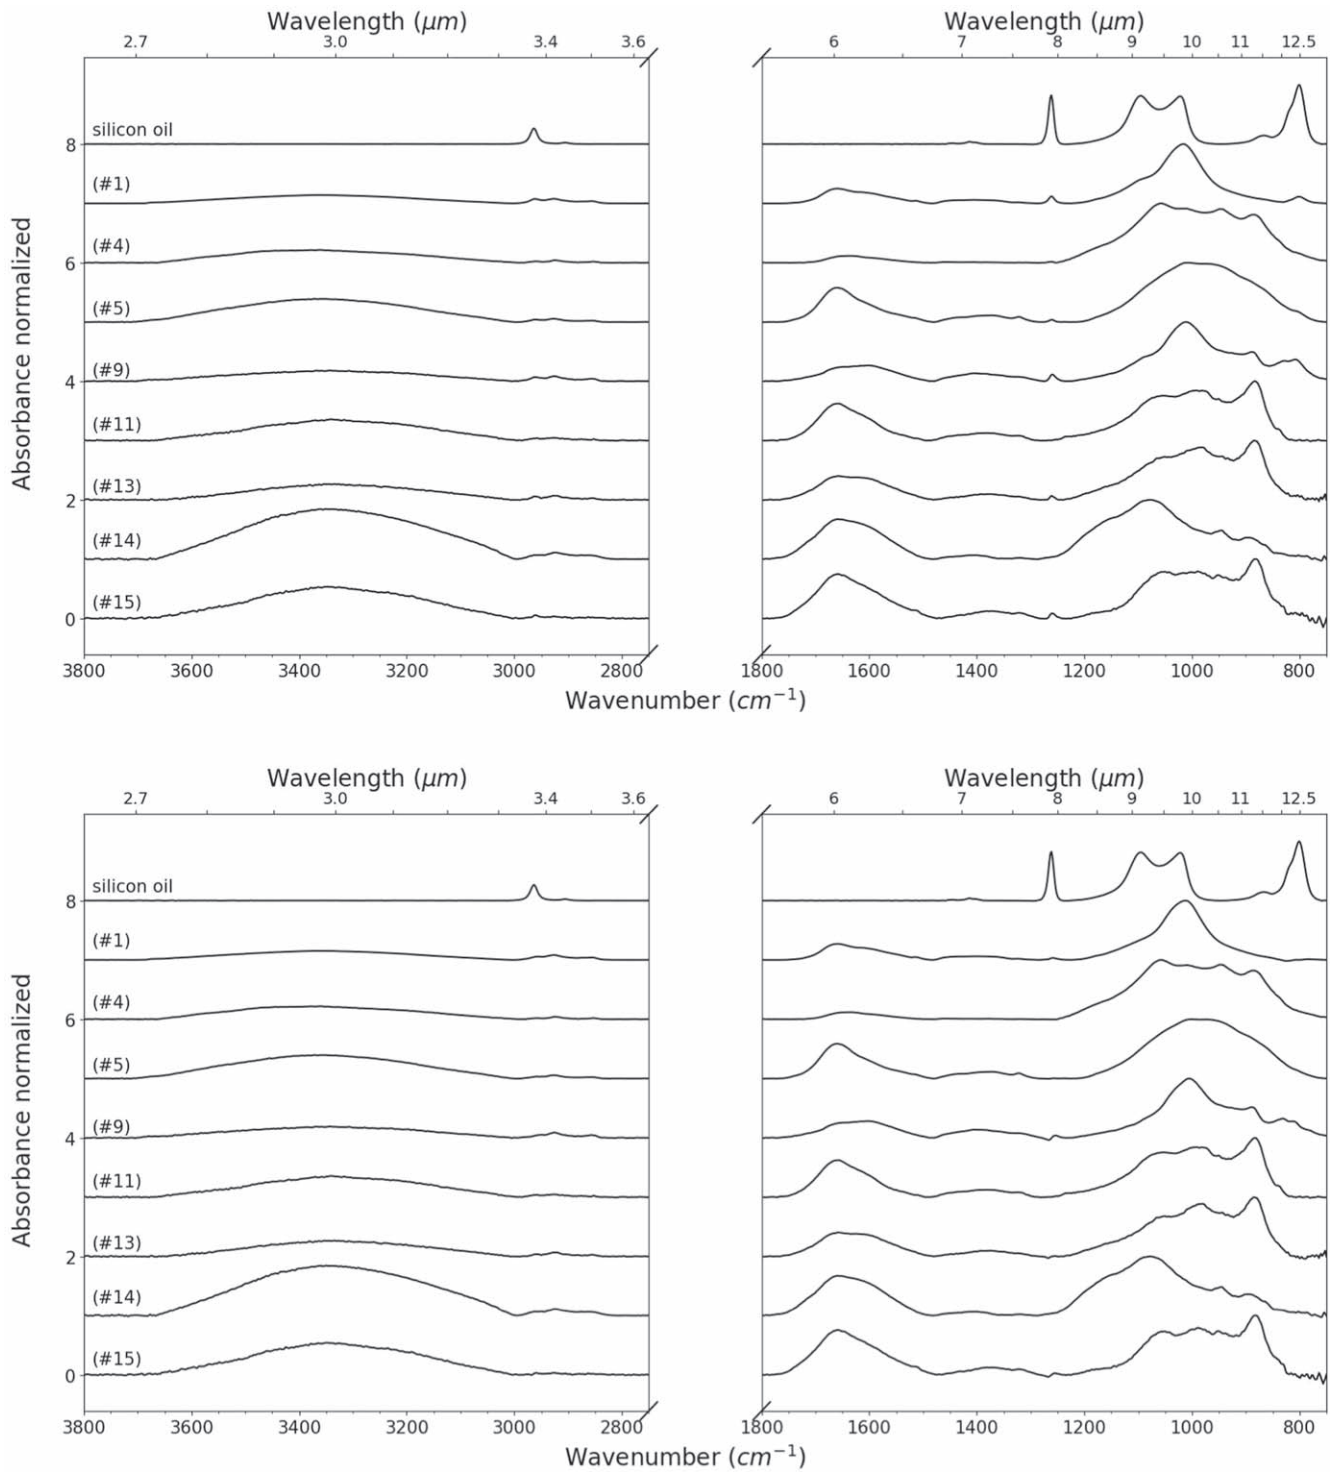 Wavelength (μm)
Wavelength (μm)
2.7 3.0 3.4 3.6
6 7 8 9 10 11 12.5
Absorbance normalized
silicon oil
8
(#1)
(#4)
6
(#5)
(#9)
4
(#11)
(#13)
2
(#14)
(#15)
0
3800 3600 3400 3200 3000 2800
1800 1600 1400 1200 1000 800
Wavenumber (cm−1)
Wavelength (μm)
Wavelength (μm)
2.7 3.0 3.4 3.6
6 7 8 9 10 11 12.5
Absorbance normalized
silicon oil
8
(#1)
(#4)
6
(#5)
(#9)
4
(#11)
(#13)
2
(#14)
(#15)
0
3800 3600 3400 3200 3000 2800
1800 1600 1400 1200 1000 800
Wavenumber (cm−1)